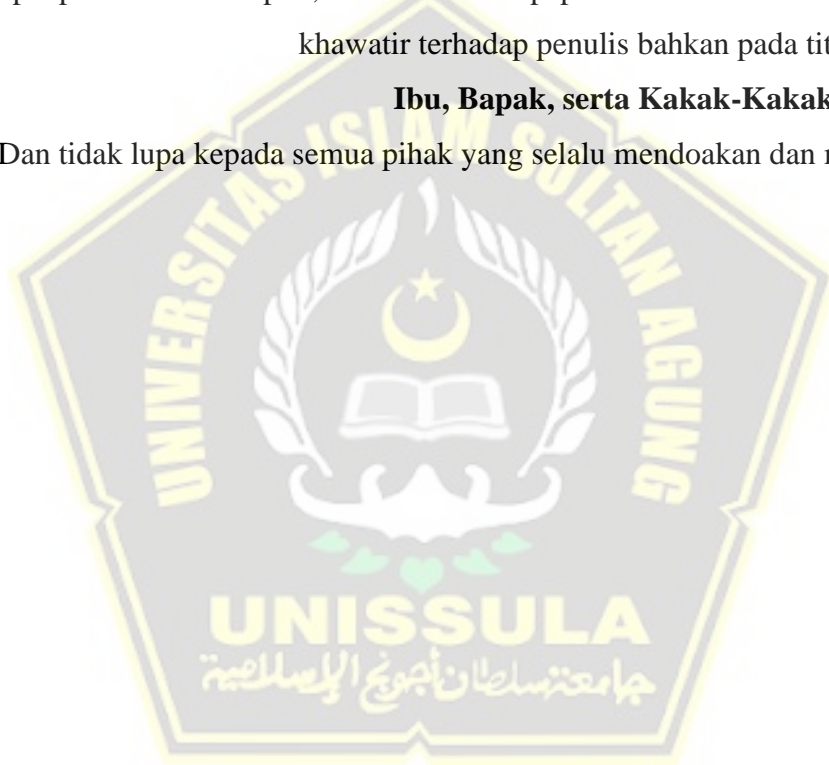 khawatir terhadap penulis bahkan pada tit
Ibu, Bapak, serta Kakak-Kakak
Dan tidak lupa kepada semua pihak yang selalu mendoakan dan
UNIVERSITAS ISLAM SULTAN AGUNG
UNISSULA
جامعة سلطان أجونج الإسلامية